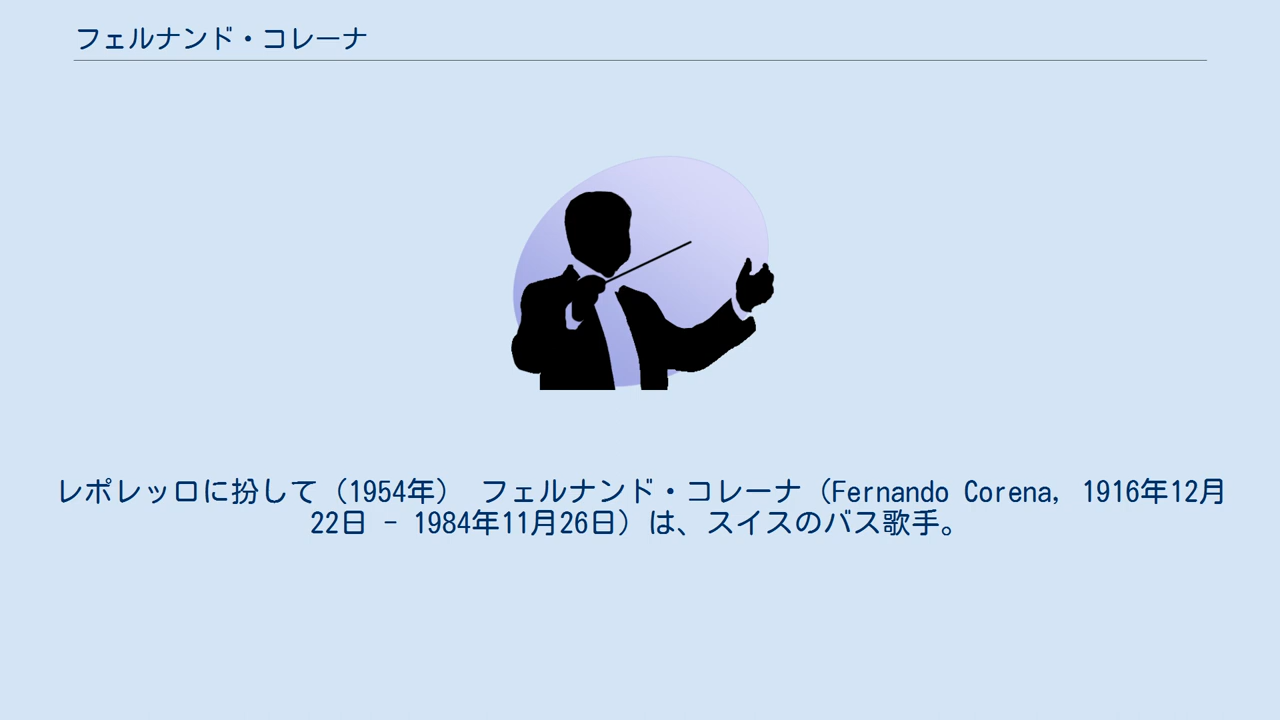 フェルナンド・コレーナ
レポレッロに扮して（1954年） フェルナンド・コレーナ（Fernando Corena, 1916年12月
22日 - 1984年11月26日）は、スイスのバス歌手。